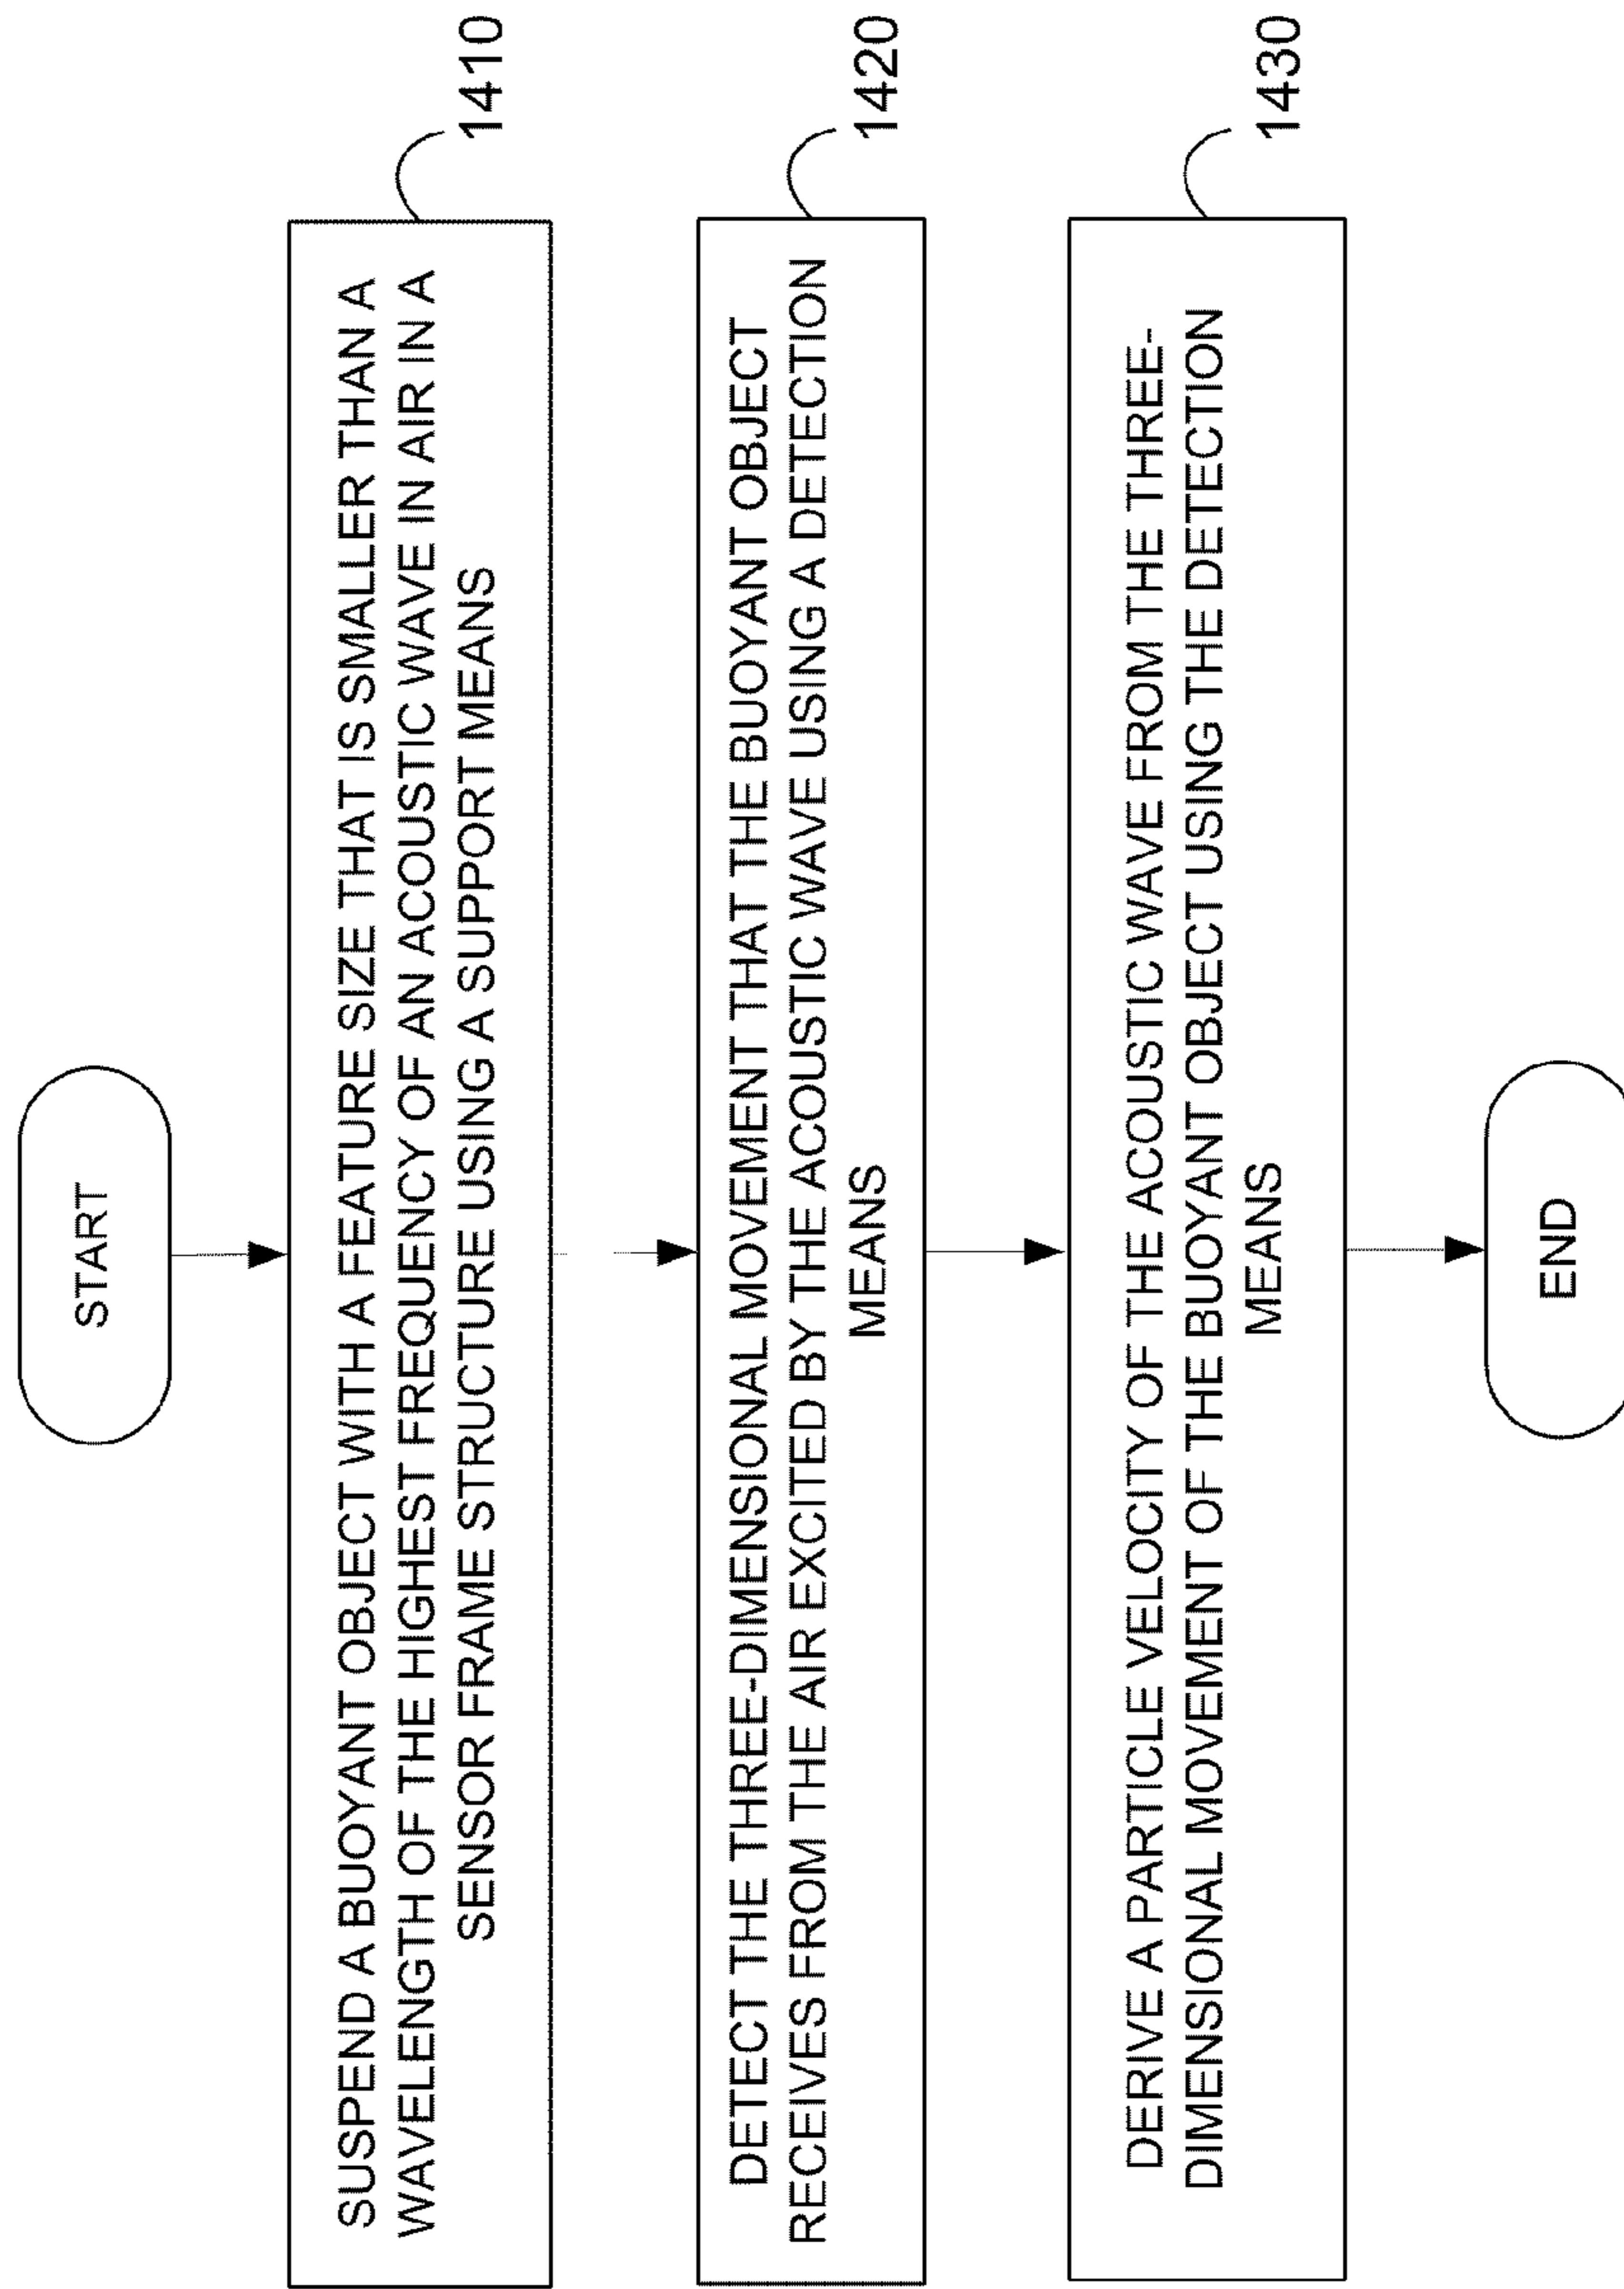 START
SUSPEND A BUOYANT OBJECT WITH A FEATURE SIZE THAT IS SMALLER THAN A
WAVELENGTH OF THE HIGHEST FREQUENCY OF AN ACOUSTIC WAVE IN AIR IN A
SENSOR FRAME STRUCTURE USING A SUPPORT MEANS
1410
DETECT THE THREE-DIMENSIONAL MOVEMENT THAT THE BUOYANT OBJECT
RECEIVES FROM THE AIR EXCITED BY THE ACOUSTIC WAVE USING A DETECTION
MEANS
1420
DERIVE A PARTICLE VELOCITY OF THE ACOUSTIC WAVE FROM THE THREE-
DIMENSIONAL MOVEMENT OF THE BUOYANT OBJECT USING THE DETECTION
MEANS
1430
END